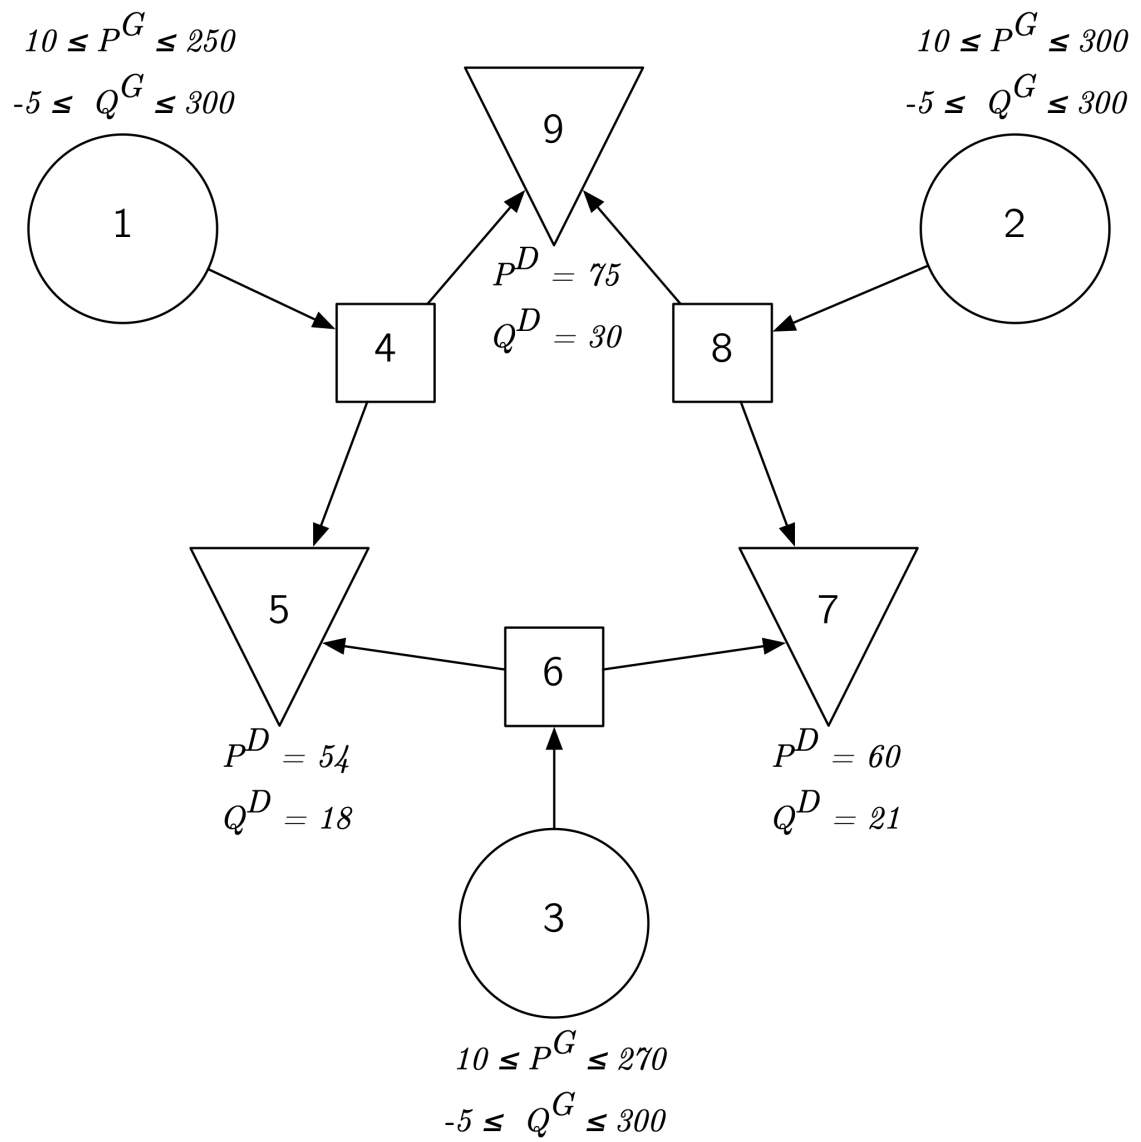 10 ≤ P^G ≤ 250
-5 ≤ Q^G ≤ 300
1
10 ≤ P^G ≤ 300
-5 ≤ Q^G ≤ 300
2
9
P^D = 75
Q^D = 30
4
8
5
P^D = 54
Q^D = 18
6
7
P^D = 60
Q^D = 21
3
10 ≤ P^G ≤ 270
-5 ≤ Q^G ≤ 300